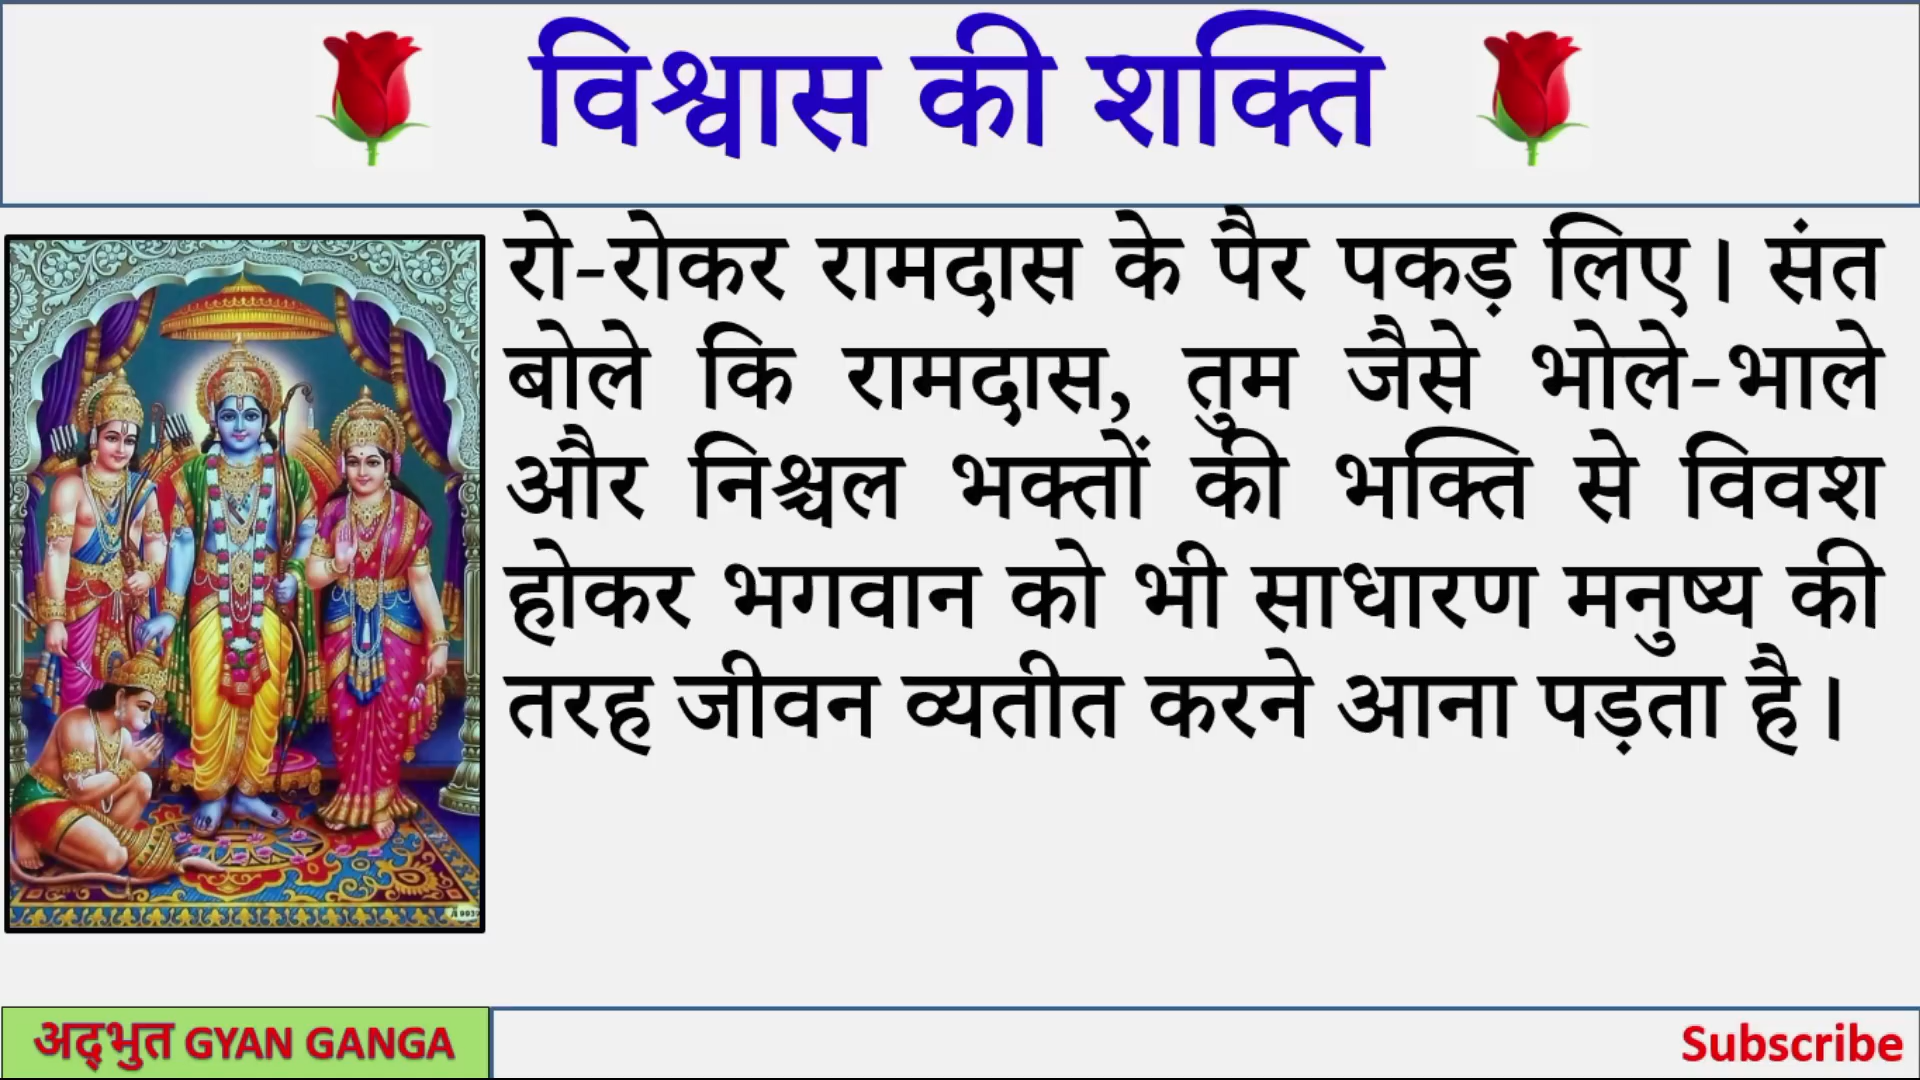 विश्वास की शक्ति
रो-रोकर रामदास के पैर पकड़ लिए। संत
बोले कि रामदास, तुम जैसे भोले-भाले
और निश्चल भक्तों की भक्ति से विवश
होकर भगवान को भी साधारण मनुष्य की
तरह जीवन व्यतीत करने आना पड़ता है।
अद्भुत GYAN GANGA
Subscribe